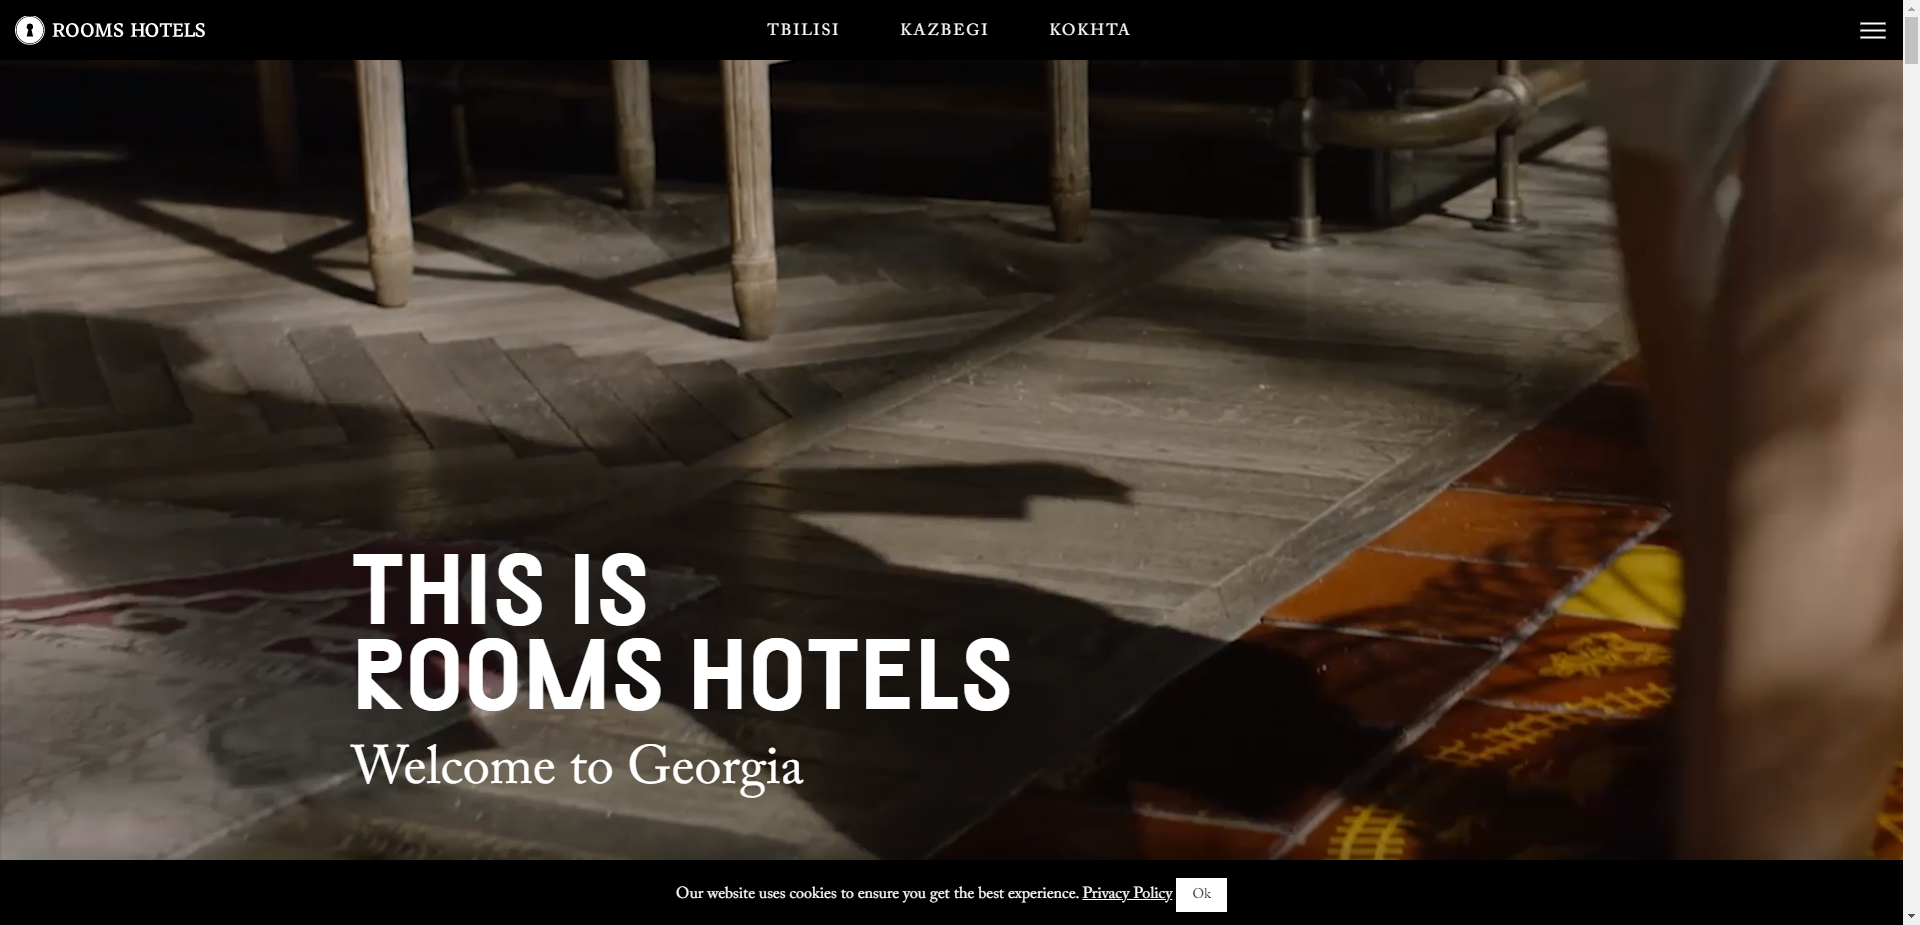 ROOMS HOTELS
TBILISI
KAZBEGI
KOKHTA
THIS IS
ROOMS HOTELS
Welcome to Georgia
Our website uses cookies to ensure you get the best experience. Privacy Policy Ok